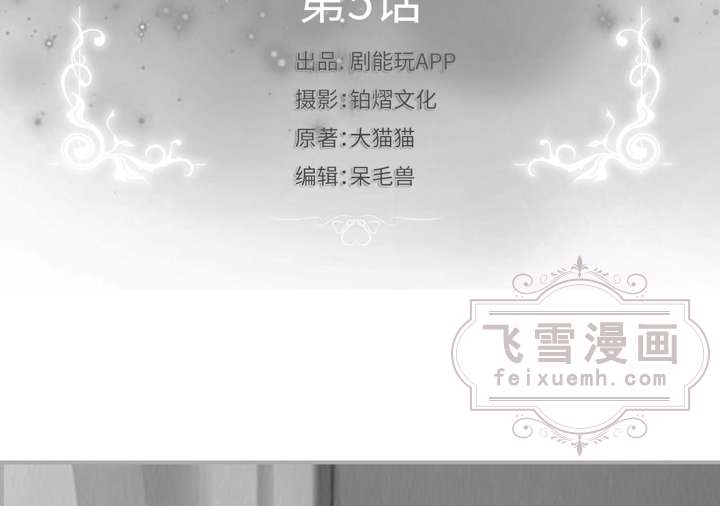 第5话
出品: 剧能玩APP
摄影：铂熠文化
原著：大猫猫
编辑：呆毛兽
飞雪漫画
feixuemh.com